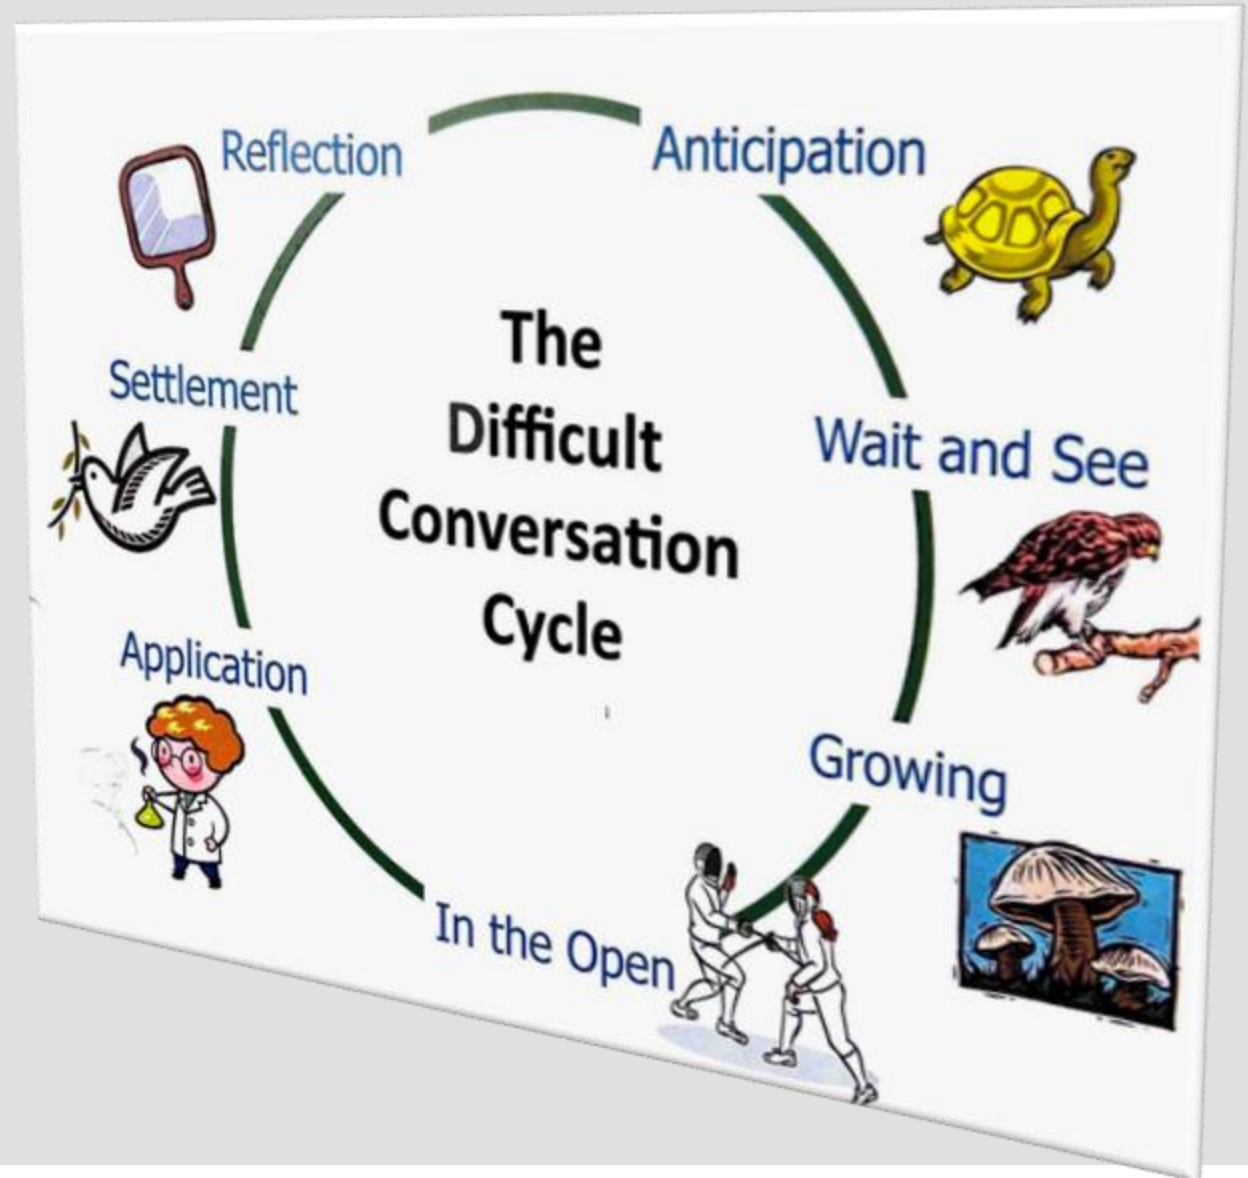 Reflection
Anticipation
The
Difficult
Conversation
Cycle
Settlement
Wait and See
Application
Growing
In the Open